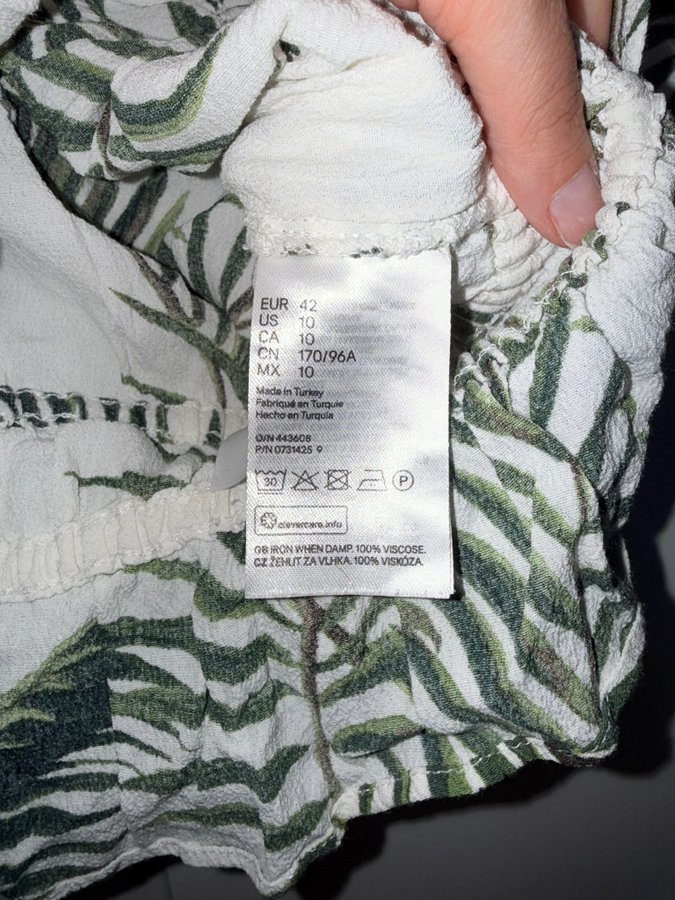 EUR 42
US 10
CA 10
CN 170/96A
MX 10
Made in Turkey
Fabriqué en Turquie
Hecho en Turquía
O/N 443608
P/N 0731425 9
30 P
clevercare.info
GB IRON WHEN DAMP. 100% VISCOSE.
CZ ŽEHLIT ZA VLHKA. 100% VISKÓZA.